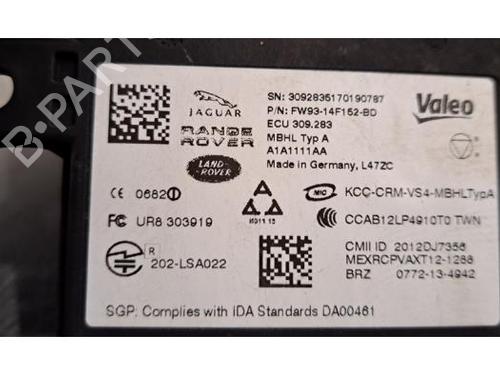 SN: 3092835170190787
P/N: FW93-14F152-BD
ECU 309.283
MBHL Typ A
A1A1111AA
Made in Germany, L47ZC
Valeo
JAGUAR
RANGE ROVER
LAND-ROVER
CE 0682
FC UR8 303919
R
202-LSA022
MIC KCC-CRM-VS4-MBHLTypA
CCAB12LP4910T0 TWN
CMII ID 2012DJ7356
MEXRCPVAXT12-1288
BRZ 0772-13-4942
SGP: Complies with IDA Standards DA00461